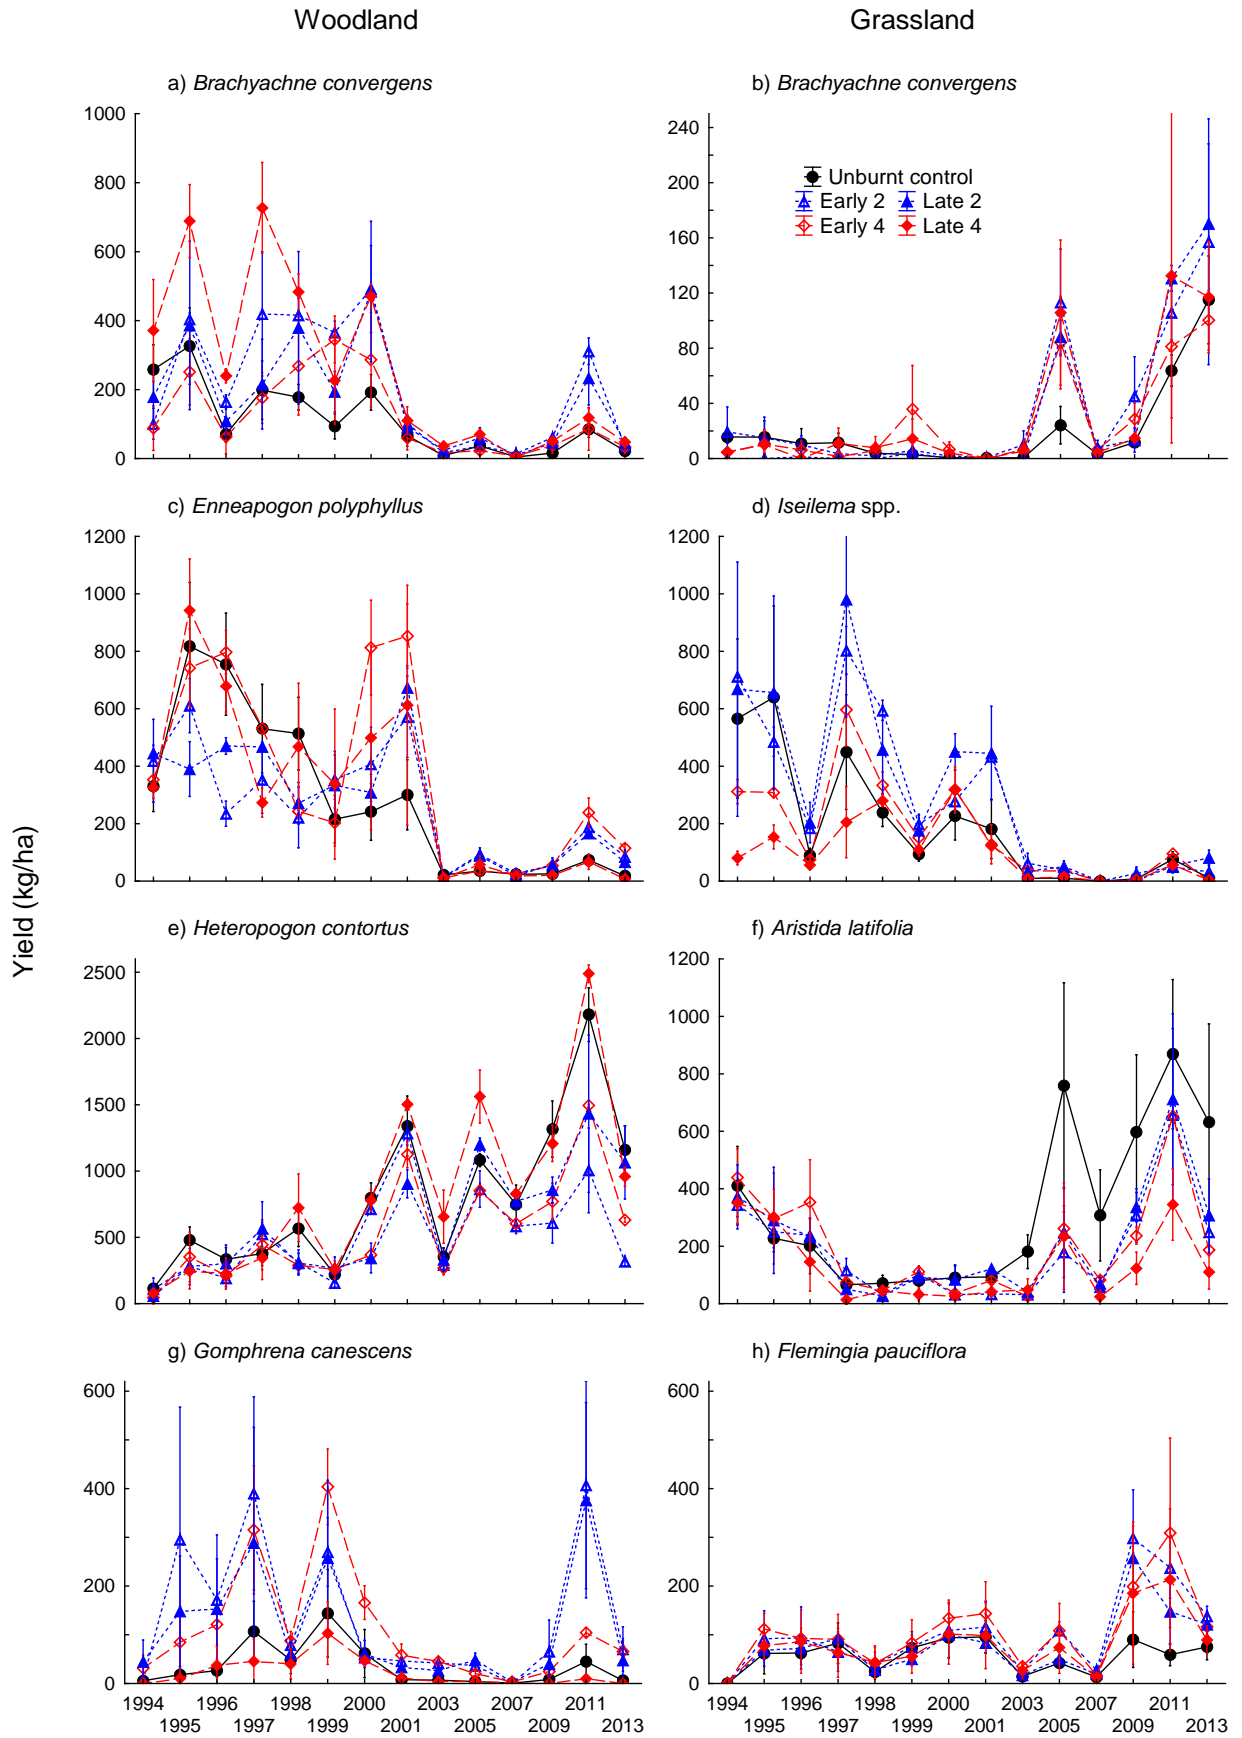 Woodland
Grassland
a) Brachyachne convergens
b) Brachyachne convergens
1000
800
600
400
200
0
240
200
160
120
80
40
0
Unburnt control
Early 2
Late 2
Early 4
Late 4
c) Enneapogon polyphyllus
d) Iseilema spp.
1200
1000
800
600
400
200
0
1200
1000
800
600
400
200
0
Yield (kg/ha)
e) Heteropogon contortus
f) Aristida latifolia
2500
2000
1500
1000
500
0
1200
1000
800
600
400
200
0
g) Gomphrena canescens
h) Flemingia pauciflora
600
400
200
0
600
400
200
0
1994 1996 1998 2000 2003 2007 2011
1995 1997 1999 2001 2005 2009 2013
1994 1996 1998 2000 2003 2007 2011
1995 1997 1999 2001 2005 2009 2013